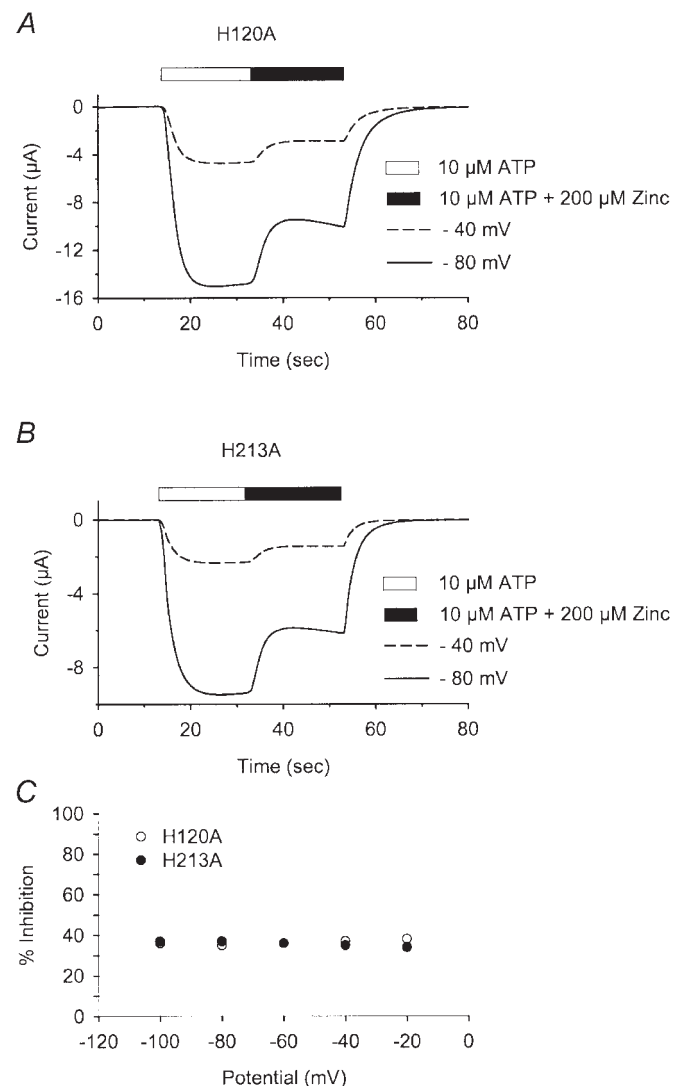 A
H120A
0
-4
-8
-12
-16
Current (µA)
10 µM ATP
10 µM ATP + 200 µM Zinc
- 40 mV
- 80 mV
0 20 40 60 80
Time (sec)
B
H213A
0
-4
-8
Current (µA)
10 µM ATP
10 µM ATP + 200 µM Zinc
- 40 mV
- 80 mV
0 20 40 60 80
Time (sec)
C
100
80
60
40
20
0
% Inhibition
H120A
H213A
-120 -100 -80 -60 -40 -20 0
Potential (mV)